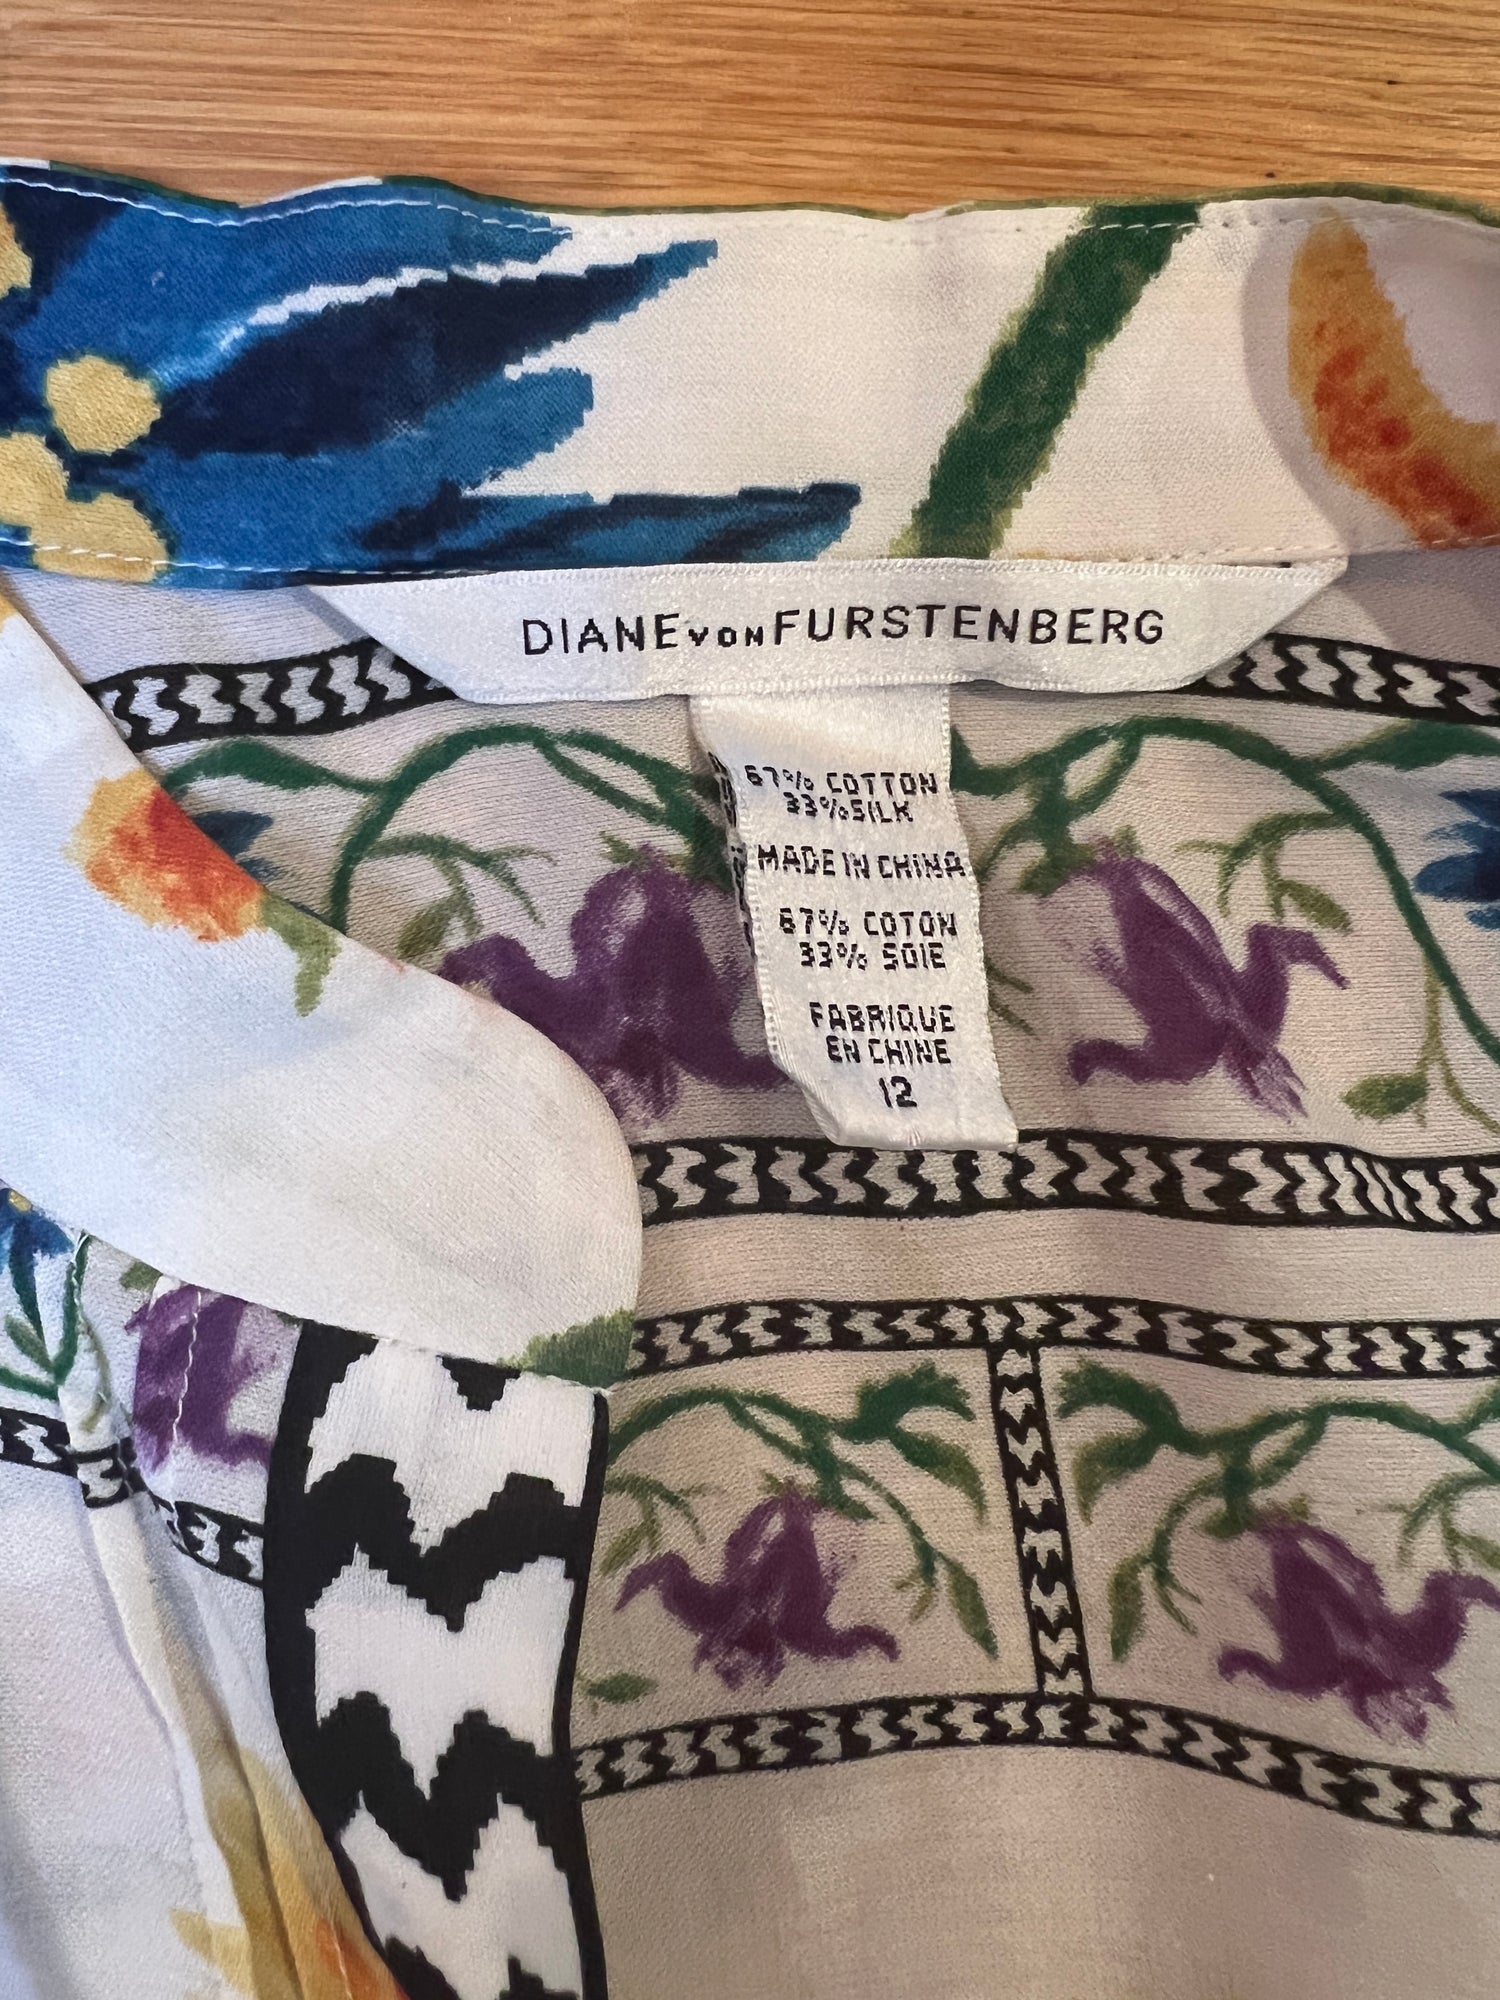 DIANE VON FURSTENBERG
67% COTTON
33% SILK
MADE IN CHINA
67% COTON
33% SOIE
FABRIQUE
EN CHINE
12